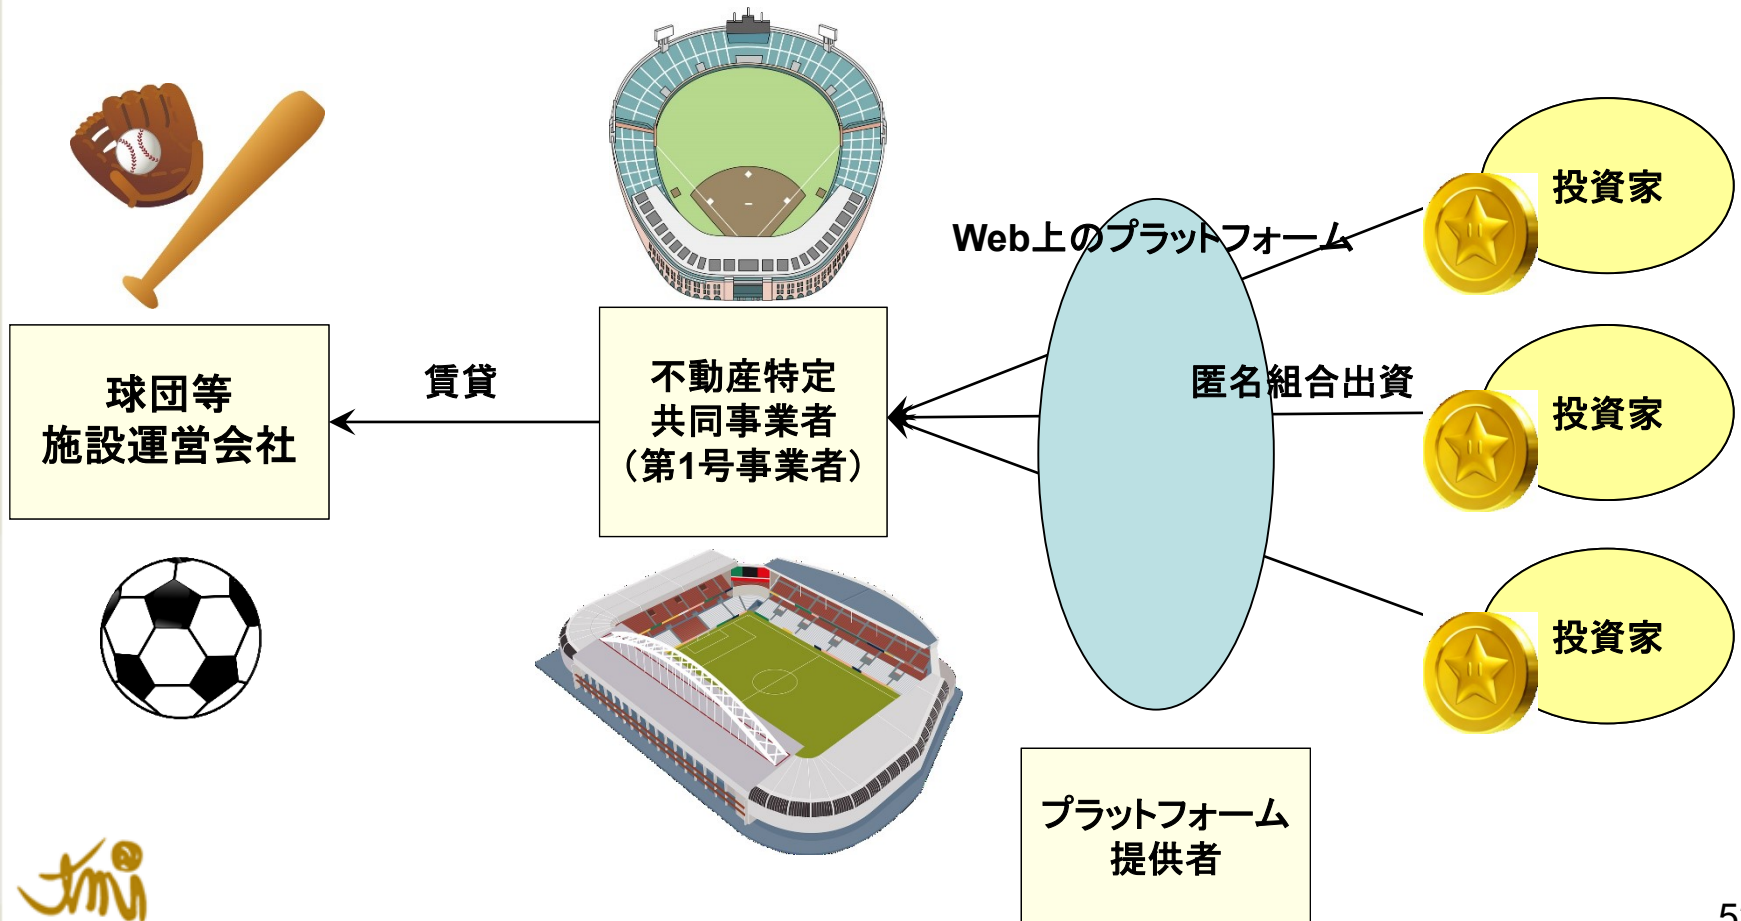 Web上のプラットフォーム
投資家
球団等
施設運営会社
賃貸
不動産特定
共同事業者
（第1号事業者）
匿名組合出資
投資家
投資家
プラットフォーム
提供者
tmi